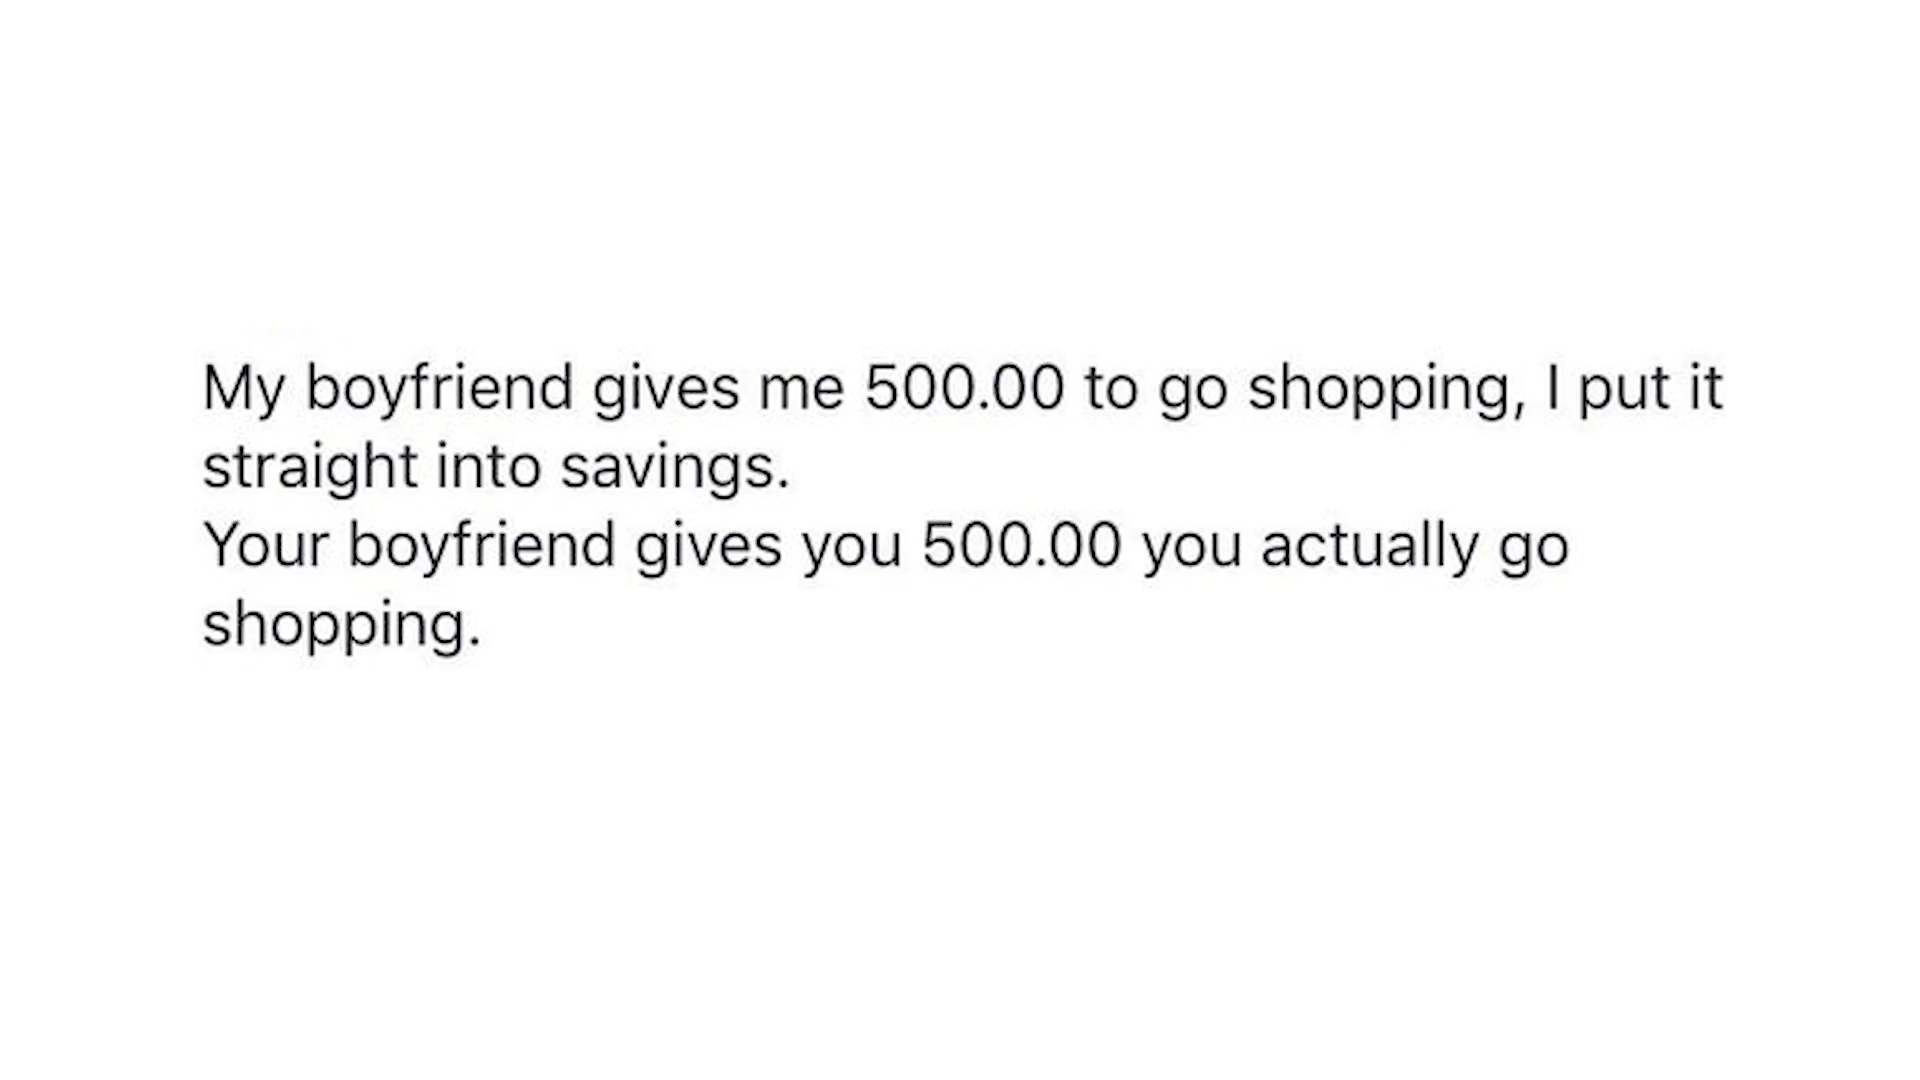 My boyfriend gives me 500.00 to go shopping, I put it
straight into savings.
Your boyfriend gives you 500.00 you actually go
shopping.